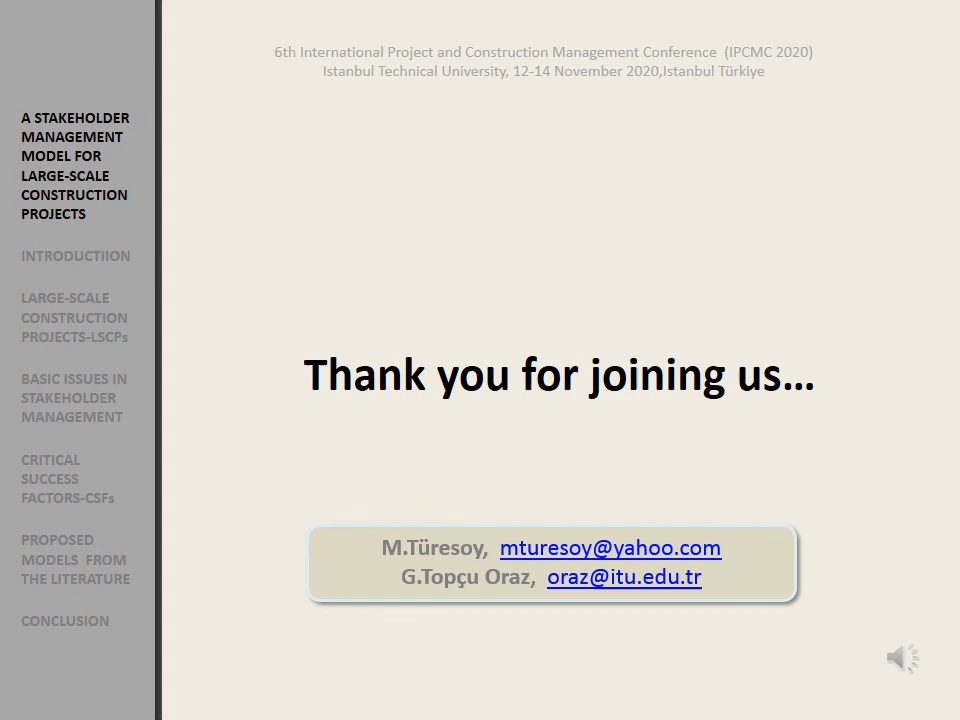 6th International Project and Construction Management Conference  (IPCMC 2020)
Istanbul Technical University, 12-14 November 2020,Istanbul Türkiye
A STAKEHOLDER
MANAGEMENT
MODEL FOR
LARGE-SCALE
CONSTRUCTION
PROJECTS
INTRODUCTIION
LARGE-SCALE
CONSTRUCTION
PROJECTS-LSCPs
BASIC ISSUES IN
STAKEHOLDER
MANAGEMENT
CRITICAL
SUCCESS
FACTORS-CSFs
PROPOSED
MODELS  FROM
THE LITERATURE
CONCLUSION
Thank you for joining us…
M.Türesoy,  mturesoy@yahoo.com
G.Topçu Oraz,  oraz@itu.edu.tr